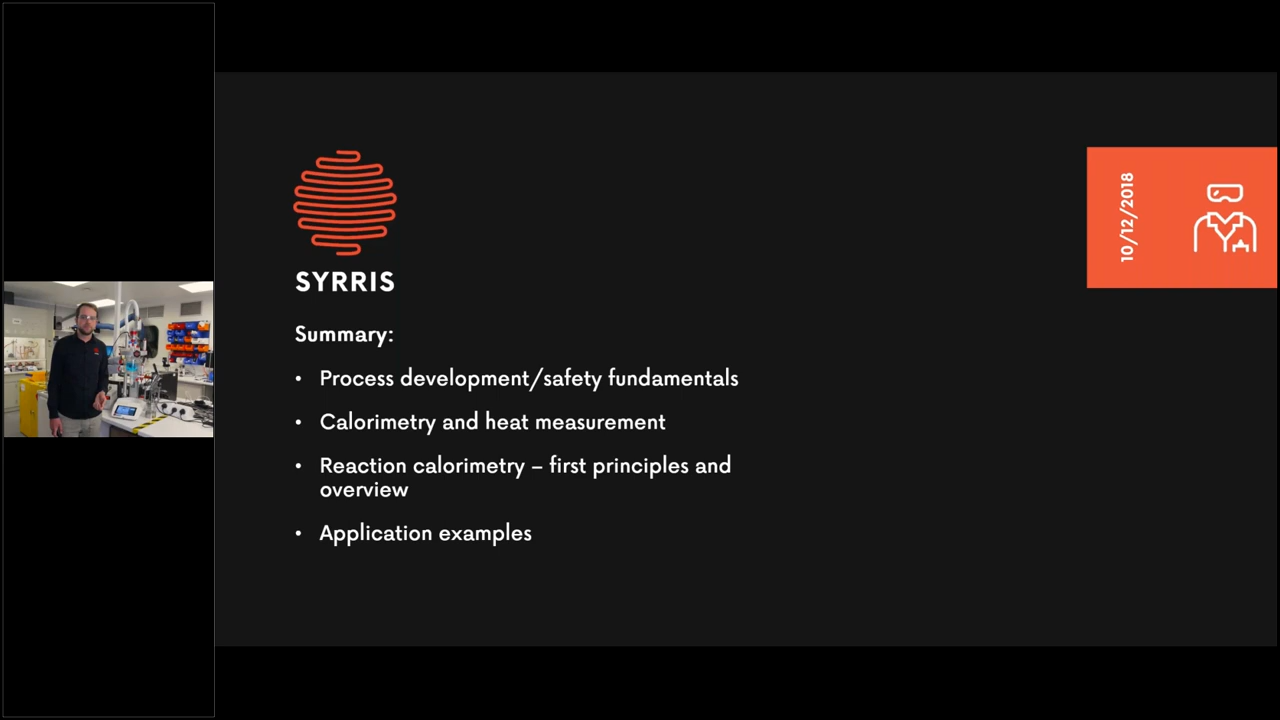 SYRRIS
Summary:
• Process development/safety fundamentals
• Calorimetry and heat measurement
• Reaction calorimetry – first principles and
overview
• Application examples
10/12/2018